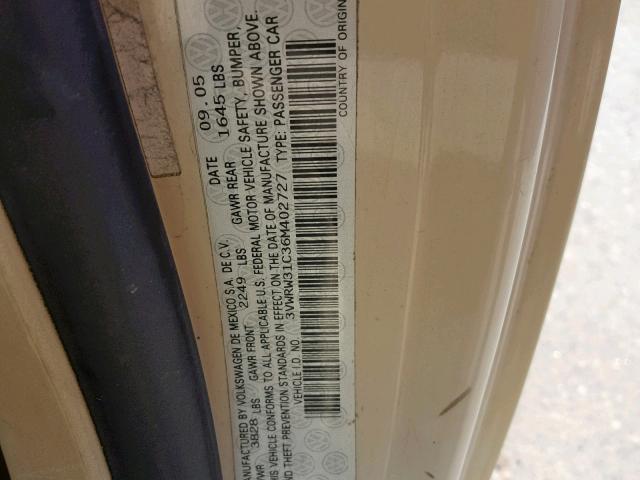 MANUFACTURED BY VOLKSWAGEN DE MEXICO S.A. DE C.V. DATE 09.05
3828 LBS GAWR FRONT 2249 LBS GAWR REAR 1645 LBS
VEHICLE CONFORMS TO ALL APPLICABLE U.S. FEDERAL MOTOR VEHICLE SAFETY, BUMPER,
AND THEFT PREVENTION STANDARDS IN EFFECT ON THE DATE OF MANUFACTURE SHOWN ABOVE.
VEHICLE I.D. NO. 3VWRW31C36M402727 TYPE: PASSENGER CAR
COUNTRY OF ORIGIN